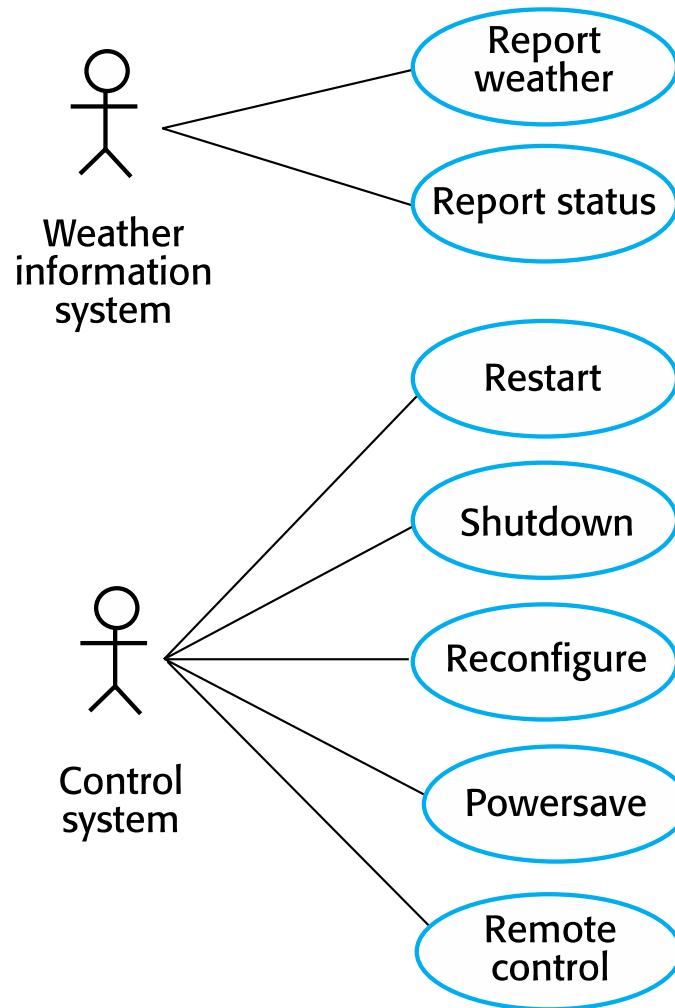 Report
weather
Report status
Weather
information
system
Restart
Shutdown
Reconfigure
Powersave
Control
system
Remote
control